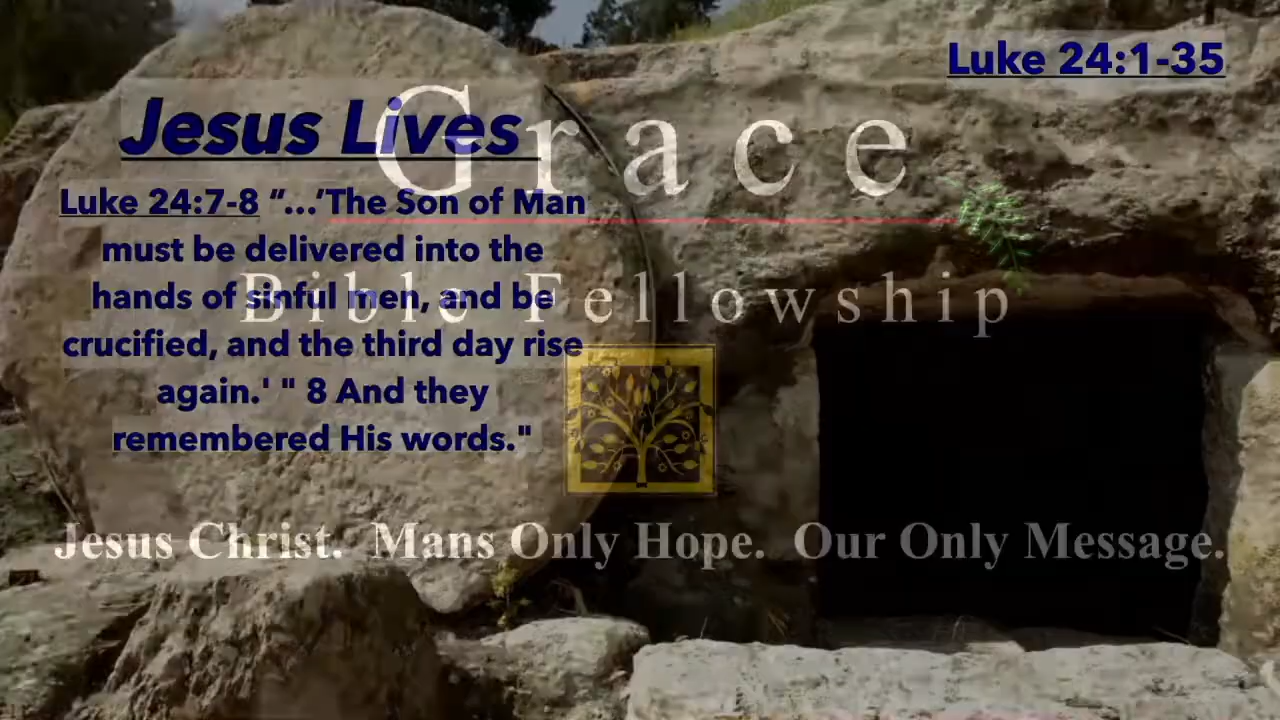 Luke 24:1-35
Jesus Lives
Luke 24:7-8 “...’The Son of Man
must be delivered into the
hands of sinful men, and be
crucified, and the third day rise
again.' " 8 And they
remembered His words."
Grace
Bible Fellowship
Jesus Christ. Mans Only Hope. Our Only Message.